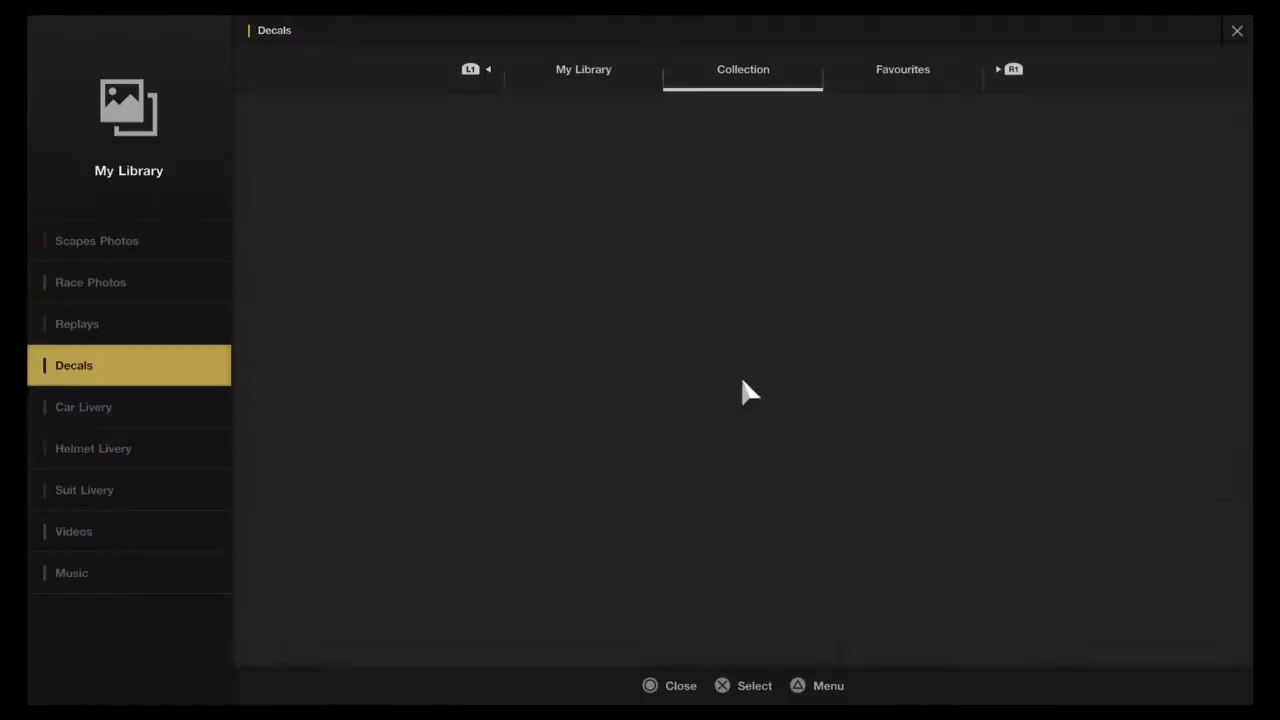 Decals
L1
My Library
Collection
Favourites
R1
My Library
Scapes Photos
Race Photos
Replays
Decals
Car Livery
Helmet Livery
Suit Livery
Videos
Music
Close
Select
Menu